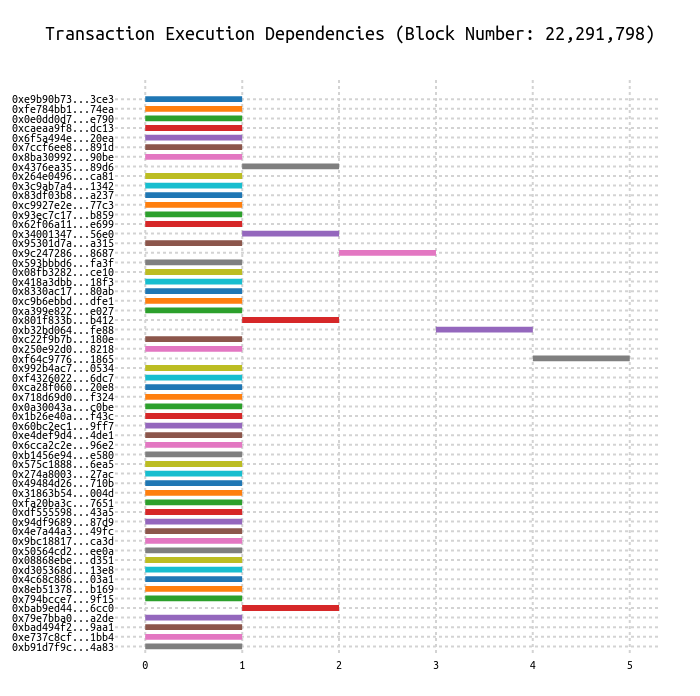 Transaction Execution Dependencies (Block Number: 22,291,798)
0xe9b90b73...3ce3
0xfe784bb1...74ea
0x0e0dd0d7...e790
0xcaeaa9f8...dc13
0x6f5a494e...20ea
0x7ccf6ee8...891d
0x8ba30992...90be
0x4376ea35...89d6
0x264e0496...ca81
0x3c9ab7a4...1342
0x83df03b8...a237
0xc9927e2e...77c3
0x93ec7c17...b859
0x62f06a11...e699
0x34001347...56e0
0x95301d7a...a315
0x9c247286...8687
0x593bbbd6...fa3f
0x08fb3282...ce10
0x418a3dbb...18f3
0x8330ac17...80ab
0xc9b6ebbd...dfe1
0xa399e822...e027
0x801f833b...b412
0xb32bd064...fe88
0xc22f9b7b...180e
0x250e92d0...8218
0xf64c9776...1865
0x992b4ac7...0534
0xf4326022...6dc7
0xca28f060...20e8
0x718d69d0...f324
0x0a30043a...c0be
0x1b26e40a...f43c
0x60bc2ec1...9ff7
0xe4def9d4...4de1
0x6cca2c2e...96e2
0xb1456e94...e580
0x575c1888...6ea5
0x274a8003...27ac
0x49484d26...710b
0x31863b54...004d
0xfa20ba3c...7651
0xdf555598...43a5
0x94df9689...87d9
0x4e7a44a3...49fc
0x9bc18817...ca3d
0x50564cd2...ee0a
0x08868ebe...d351
0xd305368d...13e8
0x4c68c886...03a1
0x8eb51378...b169
0x794bcce7...9f15
0xbab9ed44...6cc0
0x79e7bba0...a2de
0xbad494f2...9aa1
0xe737c8cf...1bb4
0xb91d7f9c...4a83
0 1 2 3 4 5